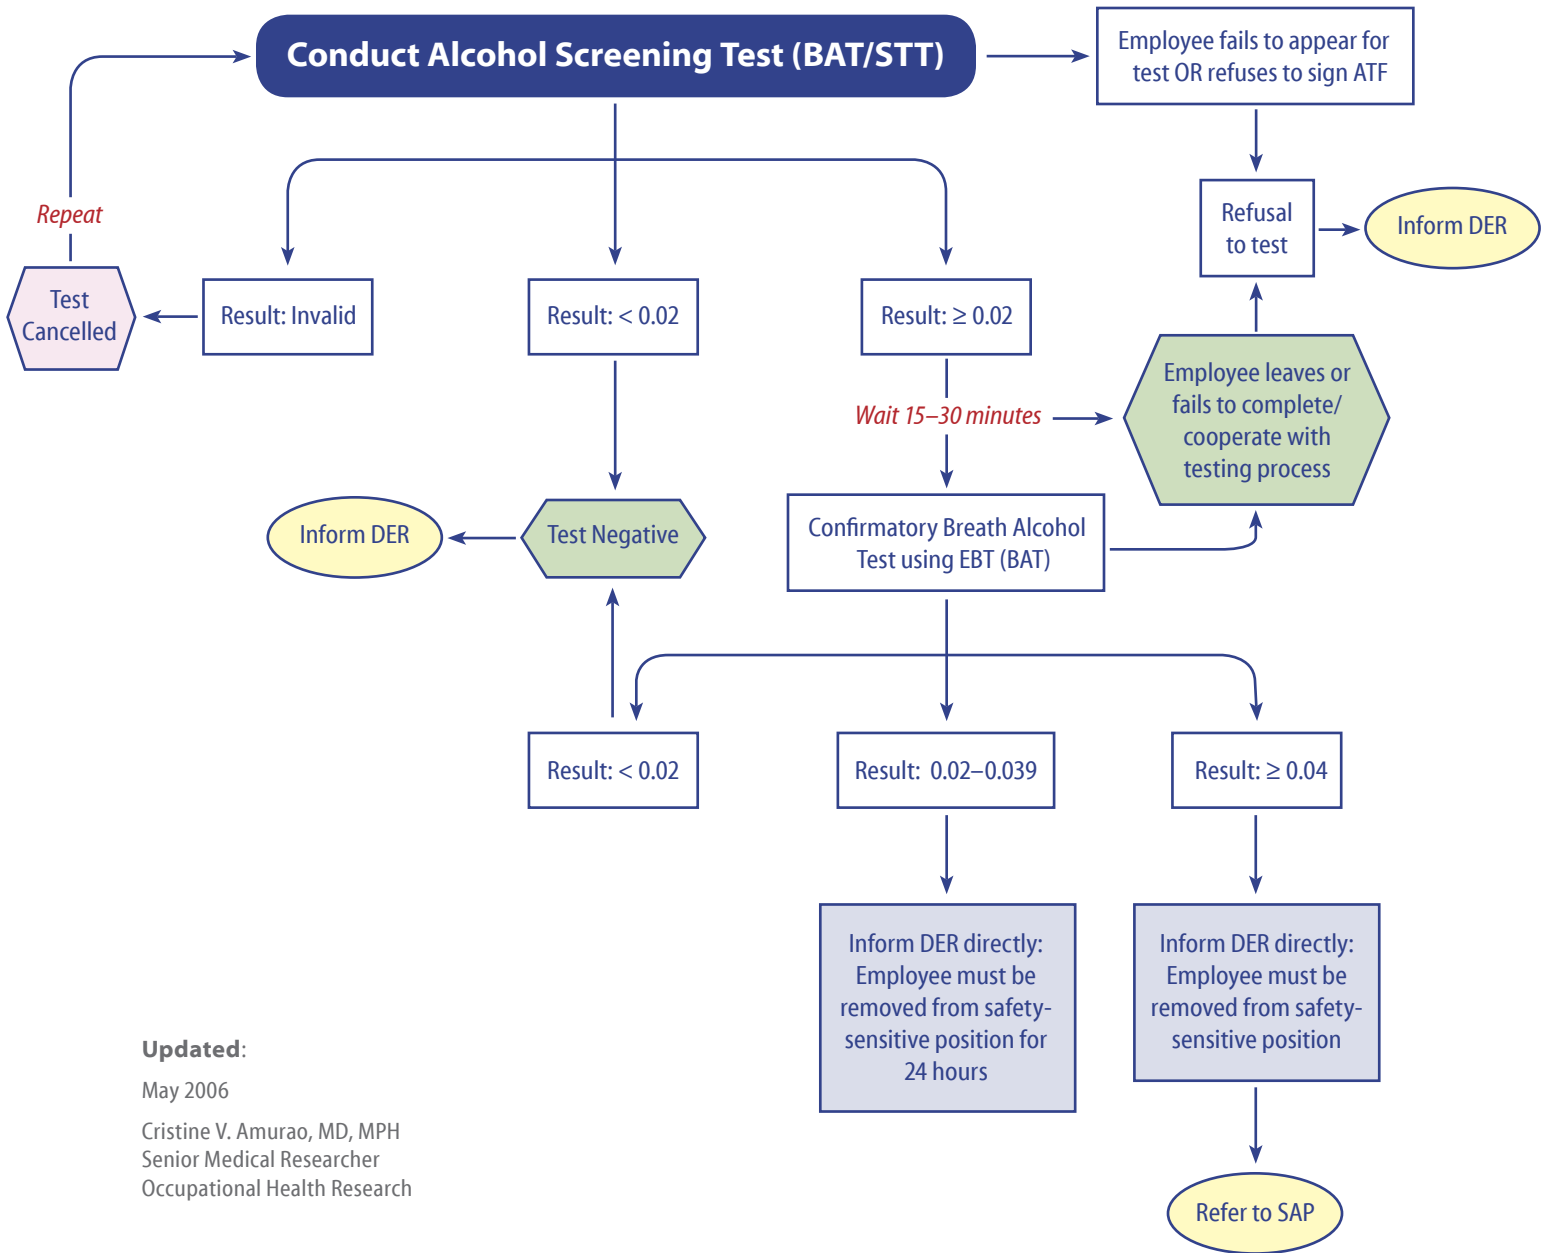 Conduct Alcohol Screening Test (BAT/STT)
Employee fails to appear for
test OR refuses to sign ATF
Repeat
Refusal
to test
Inform DER
Test
Cancelled
Result: Invalid
Result: < 0.02
Result: ≥ 0.02
Wait 15–30 minutes
Employee leaves or
fails to complete/
cooperate with
testing process
Inform DER
Test Negative
Confirmatory Breath Alcohol
Test using EBT (BAT)
Result: < 0.02
Result: 0.02–0.039
Result: ≥ 0.04
Inform DER directly:
Employee must be
removed from safety-
sensitive position for
24 hours
Inform DER directly:
Employee must be
removed from safety-
sensitive position
Refer to SAP
Updated:
May 2006
Cristine V. Amurao, MD, MPH
Senior Medical Researcher
Occupational Health Research